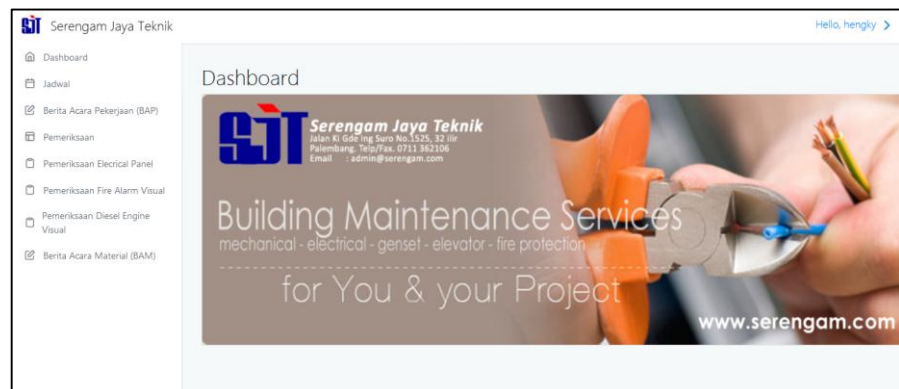 SJT Serengam Jaya Teknik
Hello, hengky
Dashboard
Jadwal
Berita Acara Pekerjaan (BAP)
Pemeriksaan
Pemeriksaan Elecrical Panel
Pemeriksaan Fire Alarm Visual
Pemeriksaan Diesel Engine
Visual
Berita Acara Material (BAM)
Dashboard
SJT
Serengam Jaya Teknik
Jalan Ki Gde Ing Suro No.1525, 32 ilir
Palembang. Telp/Fax. 0711 362106
Email : admin@serengam.com
Building Maintenance Services
mechanical - electrical - genset - elevator - fire protection
for You & your Project
www.serengam.com